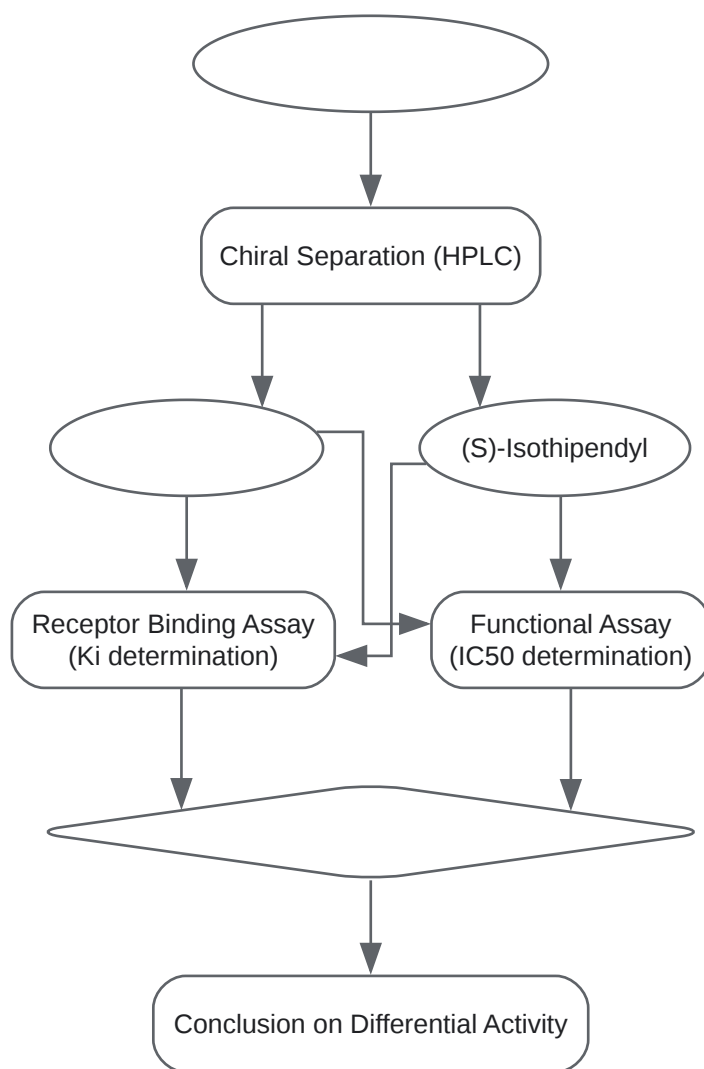 Chiral Separation (HPLC)
(S)-Isothipendyl
Receptor Binding Assay
(Ki determination)
Functional Assay
(IC50 determination)
Conclusion on Differential Activity